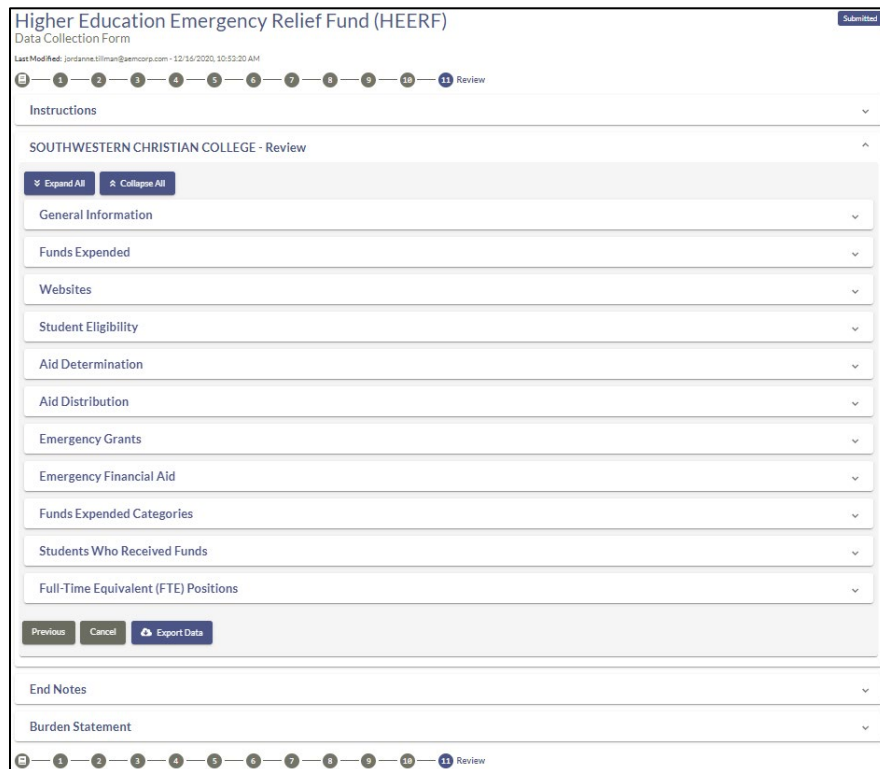 Higher Education Emergency Relief Fund (HEERF)
Submitted
Data Collection Form
Last Modified: jordanne.tillman@aemcorp.com - 12/16/2020, 10:53:20 AM
1 2 3 4 5 6 7 8 9 10 11 Review
Instructions
SOUTHWESTERN CHRISTIAN COLLEGE - Review
Expand All Collapse All
General Information
Funds Expended
Websites
Student Eligibility
Aid Determination
Aid Distribution
Emergency Grants
Emergency Financial Aid
Funds Expended Categories
Students Who Received Funds
Full-Time Equivalent (FTE) Positions
Previous Cancel Export Data
End Notes
Burden Statement
1 2 3 4 5 6 7 8 9 10 11 Review